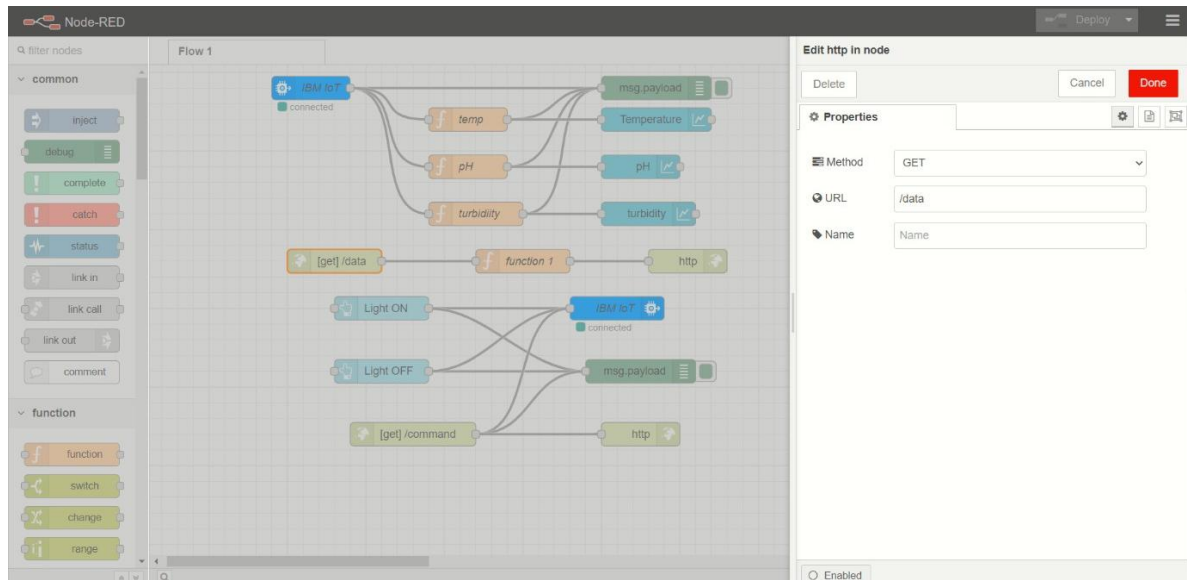 Node-RED
Deploy
filter nodes
common
inject
debug
complete
catch
status
link in
link call
link out
comment
function
function
switch
change
range
Flow 1
IBM IoT
connected
msg.payload
temp
Temperature
pH
pH
turbidiity
turbidity
[get] /data
function 1
http
Light ON
IBM IoT
connected
Light OFF
msg.payload
[get] /command
http
Edit http in node
Delete
Cancel
Done
Properties
Method
GET
URL
/data
Name
Name
Enabled